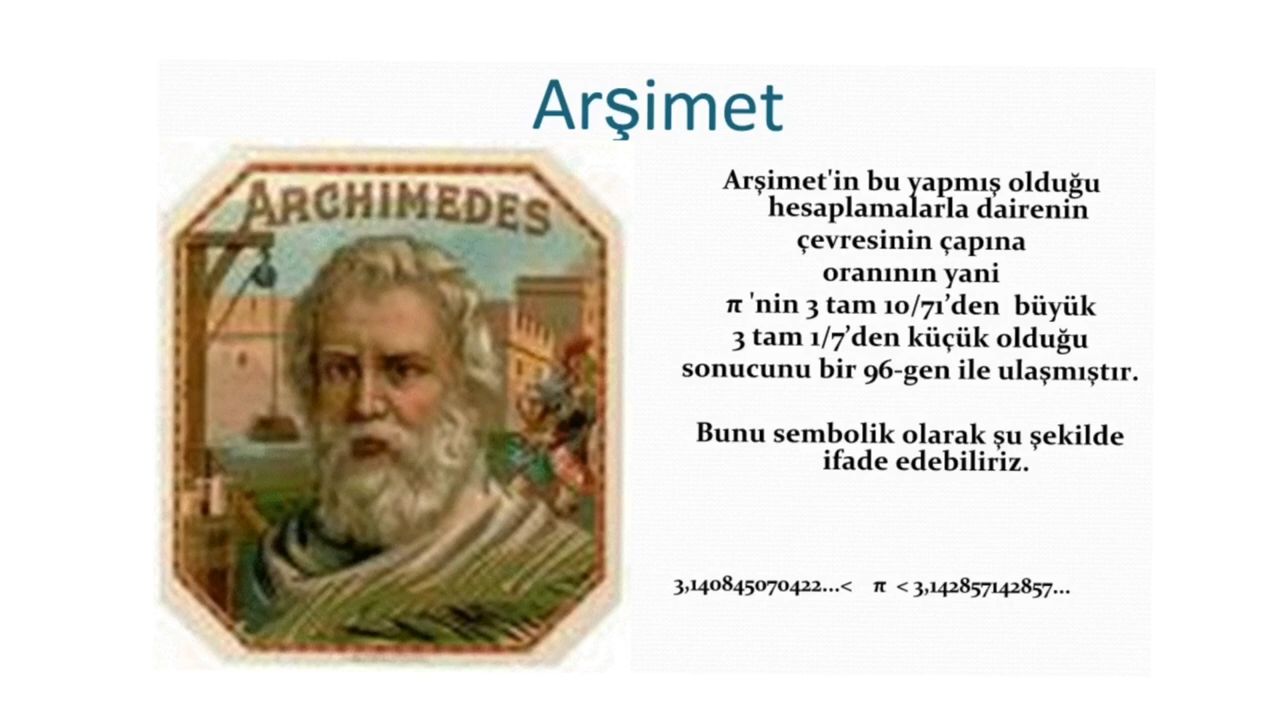 Arşimet
ARCHIMEDES
Arşimet'in bu yapmış olduğu
hesaplamalarla dairenin
çevresinin çapına
oranının yani
π 'nin 3 tam 10/71’den büyük
3 tam 1/7’den küçük olduğu
sonucunu bir 96-gen ile ulaşmıştır.
Bunu sembolik olarak şu şekilde
ifade edebiliriz.
3,140845070422...< π < 3,142857142857...